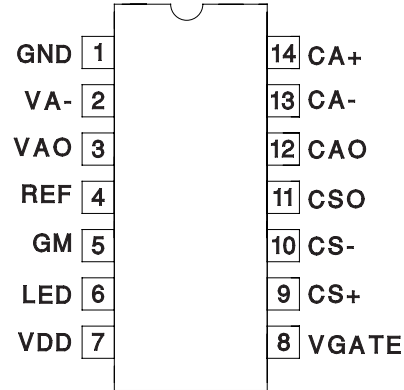 GND 1 14 CA+
VA- 2 13 CA-
VAO 3 12 CAO
REF 4 11 CSO
GM 5 10 CS-
LED 6 9 CS+
VDD 7 8 VGATE